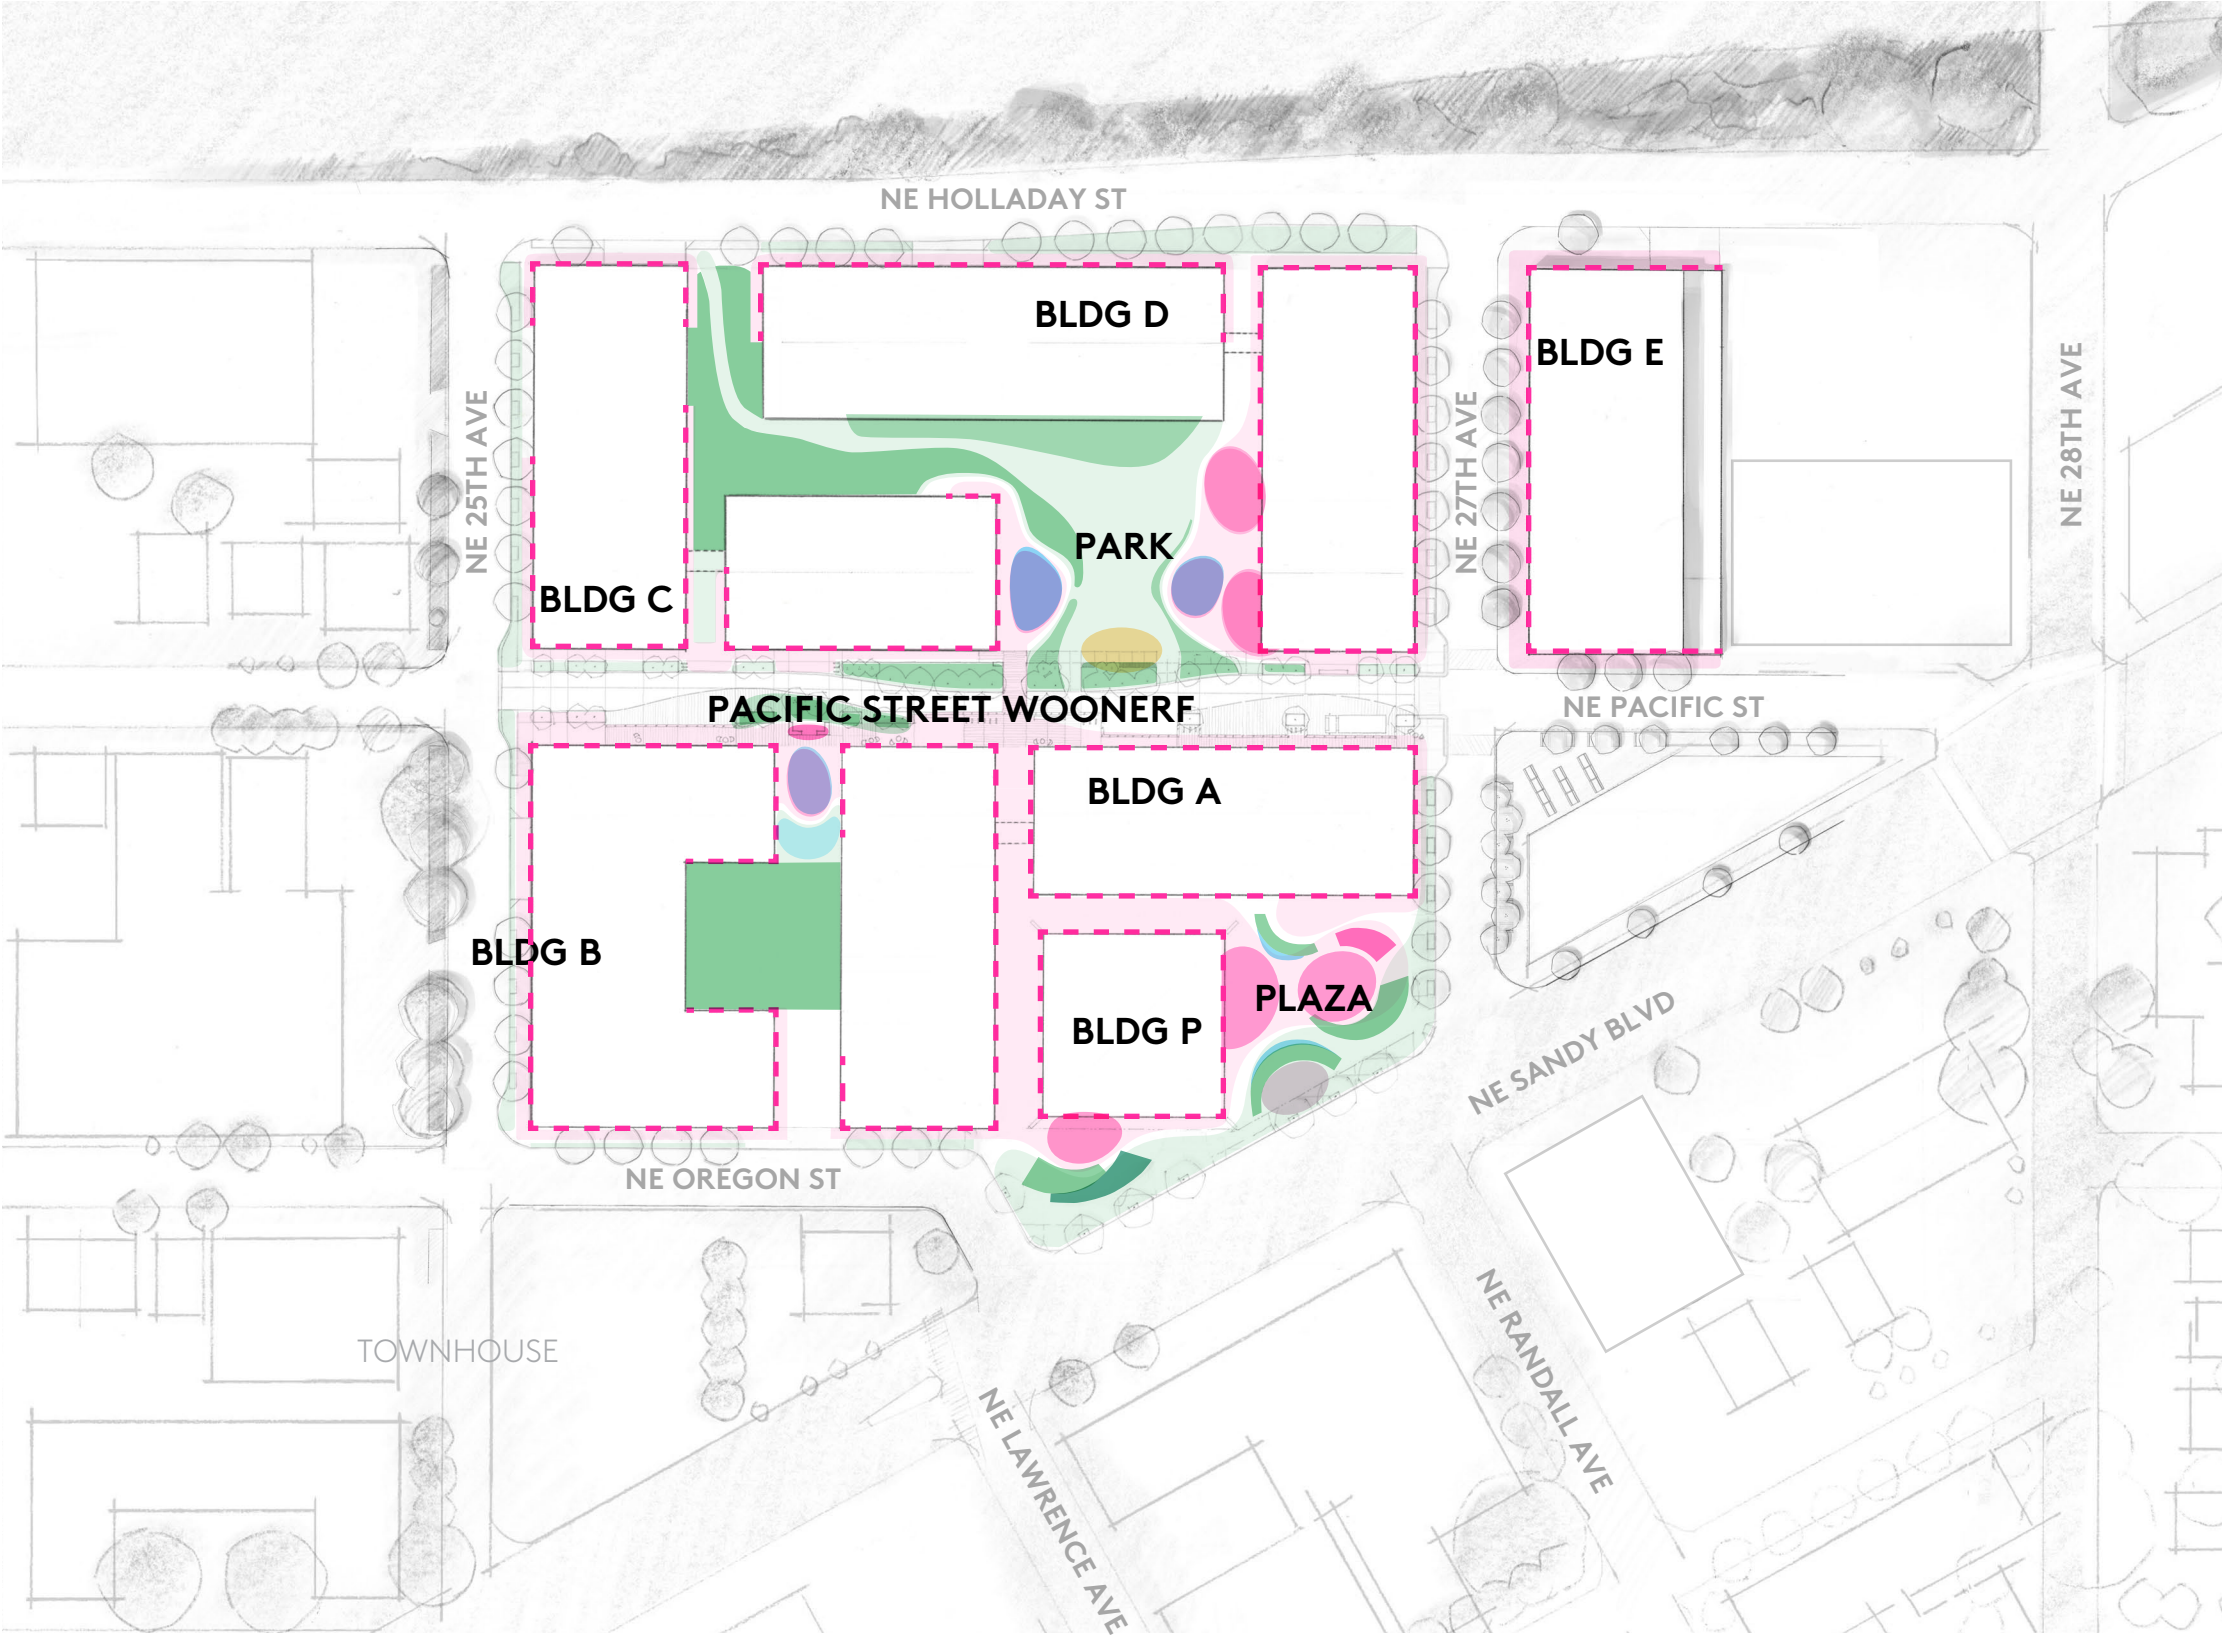 NE HOLLADAY ST
BLDG D
BLDG E
NE 25TH AVE
NE 27TH AVE
NE 28TH AVE
PARK
BLDG C
PACIFIC STREET WOONERF
NE PACIFIC ST
BLDG A
BLDG B
PLAZA
BLDG P
NE SANDY BLVD
NE OREGON ST
TOWNHOUSE
NE RANDALL AVE
NE LAWRENCE AVE